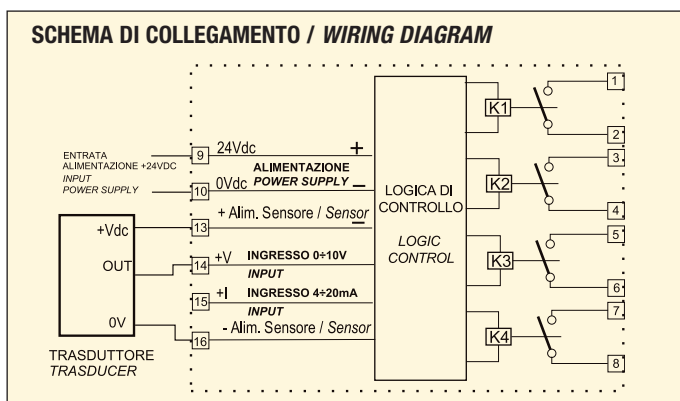 SCHEMA DI COLLEGAMENTO / WIRING DIAGRAM
ENTRATA
ALIMENTAZIONE +24VDC
INPUT
POWER SUPPLY
9 24Vdc +
ALIMENTAZIONE
POWER SUPPLY
10 0Vdc –
13 + Alim. Sensore / Sensor –
14 +V INGRESSO 0÷10V
INPUT
15 +I INGRESSO 4÷20mA
INPUT
16 - Alim. Sensore / Sensor
+Vdc
OUT
0V
TRASDUTTORE
TRASDUCER
LOGICA DI
CONTROLLO
LOGIC
CONTROL
K1
1
2
K2
3
4
K3
5
6
K4
7
8